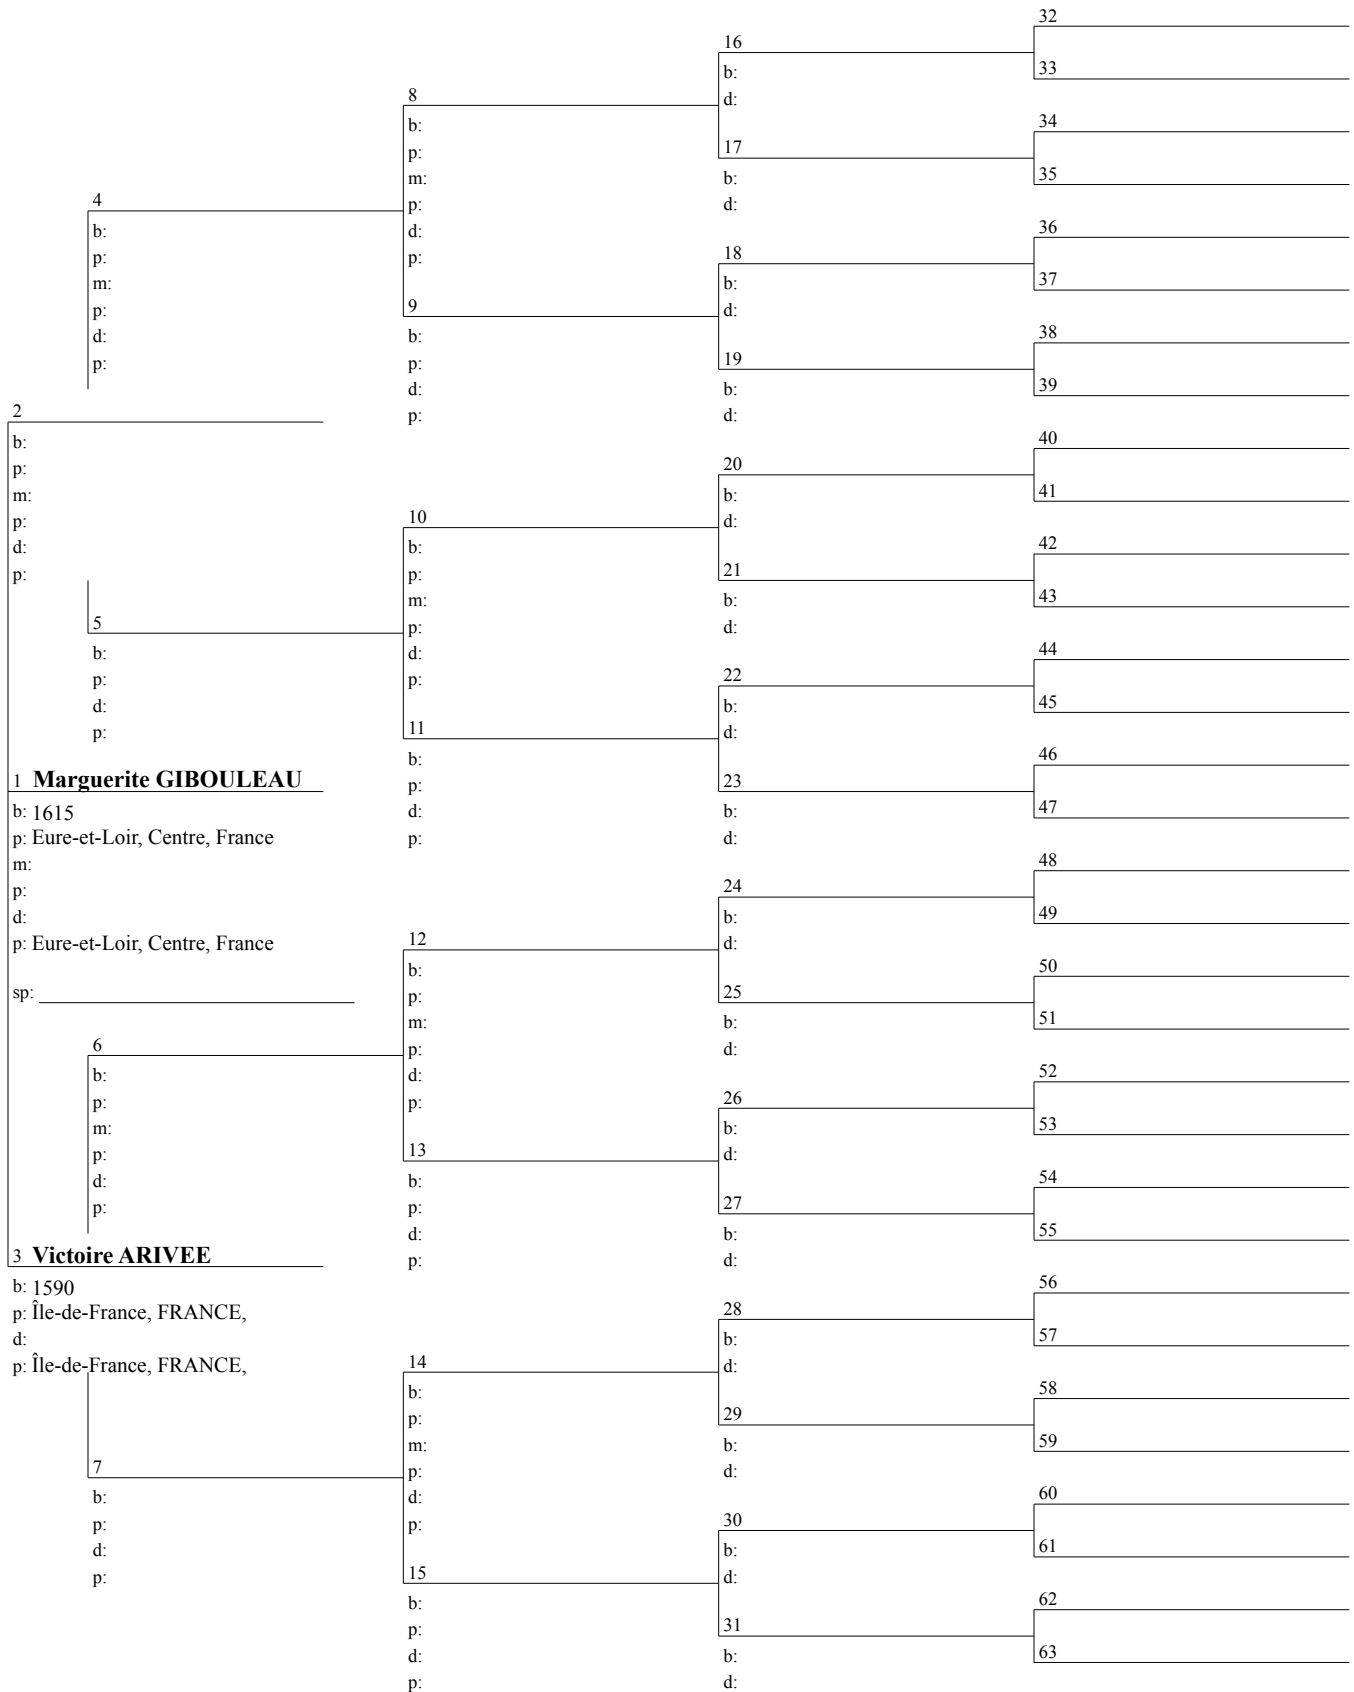 2
b:
p:
m:
p:
d:
p:
1 Marguerite GIBOULEAU
b: 1615
p: Eure-et-Loir, Centre, France
m:
p:
d:
p: Eure-et-Loir, Centre, France
sp:
3 Victoire ARIVEE
b: 1590
p: Île-de-France, FRANCE,
d:
p: Île-de-France, FRANCE,
4
b:
p:
m:
p:
d:
p:
5
b:
p:
d:
p:
6
b:
p:
m:
p:
d:
p:
7
b:
p:
d:
p:
8
b:
p:
m:
p:
d:
p:
9
b:
p:
d:
p:
10
b:
p:
m:
p:
d:
p:
11
b:
p:
d:
p:
12
b:
p:
m:
p:
d:
p:
13
b:
p:
d:
p:
14
b:
p:
m:
p:
d:
p:
15
b:
p:
d:
p:
16
b:
d:
17
b:
d:
18
b:
d:
19
b:
d:
20
b:
d:
21
b:
d:
22
b:
d:
23
b:
d:
24
b:
d:
25
b:
d:
26
b:
d:
27
b:
d:
28
b:
d:
29
b:
d:
30
b:
d:
31
b:
d:
32
33
34
35
36
37
38
39
40
41
42
43
44
45
46
47
48
49
50
51
52
53
54
55
56
57
58
59
60
61
62
63